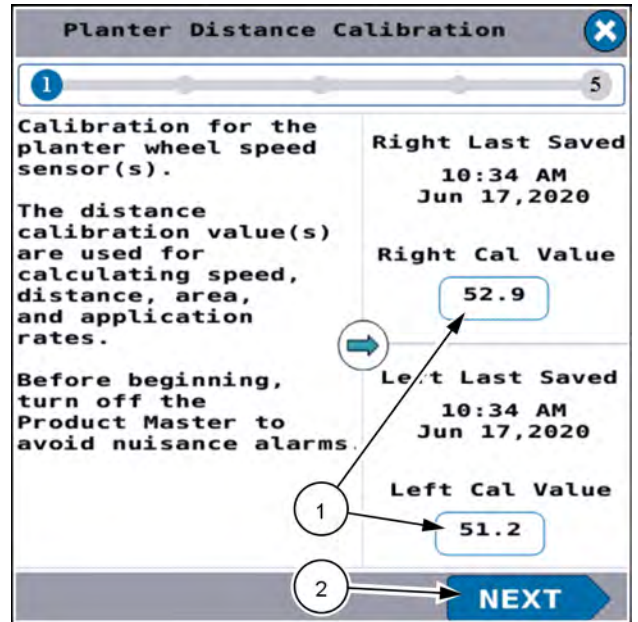 Planter Distance Calibration
1
5
Calibration for the
planter wheel speed
sensor(s).
The distance
calibration value(s)
are used for
calculating speed,
distance, area,
and application
rates.
Before beginning,
turn off the
Product Master to
avoid nuisance alarms.
Right Last Saved
10:34 AM
Jun 17,2020
Right Cal Value
52.9
Left Last Saved
10:34 AM
Jun 17,2020
Left Cal Value
51.2
1
2
NEXT